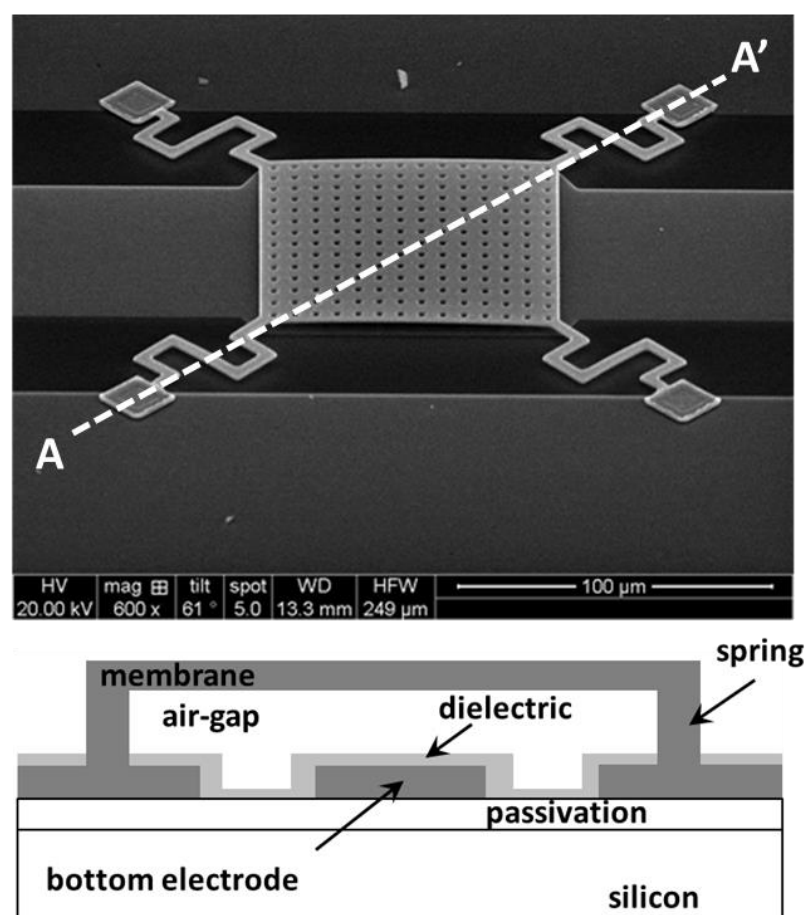 A'
A
HV mag ⊞ tilt spot WD HFW 100 µm
20.00 kV 600 x 61 ° 5.0 13.3 mm 249 µm
spring
membrane
air-gap
dielectric
passivation
bottom electrode
silicon